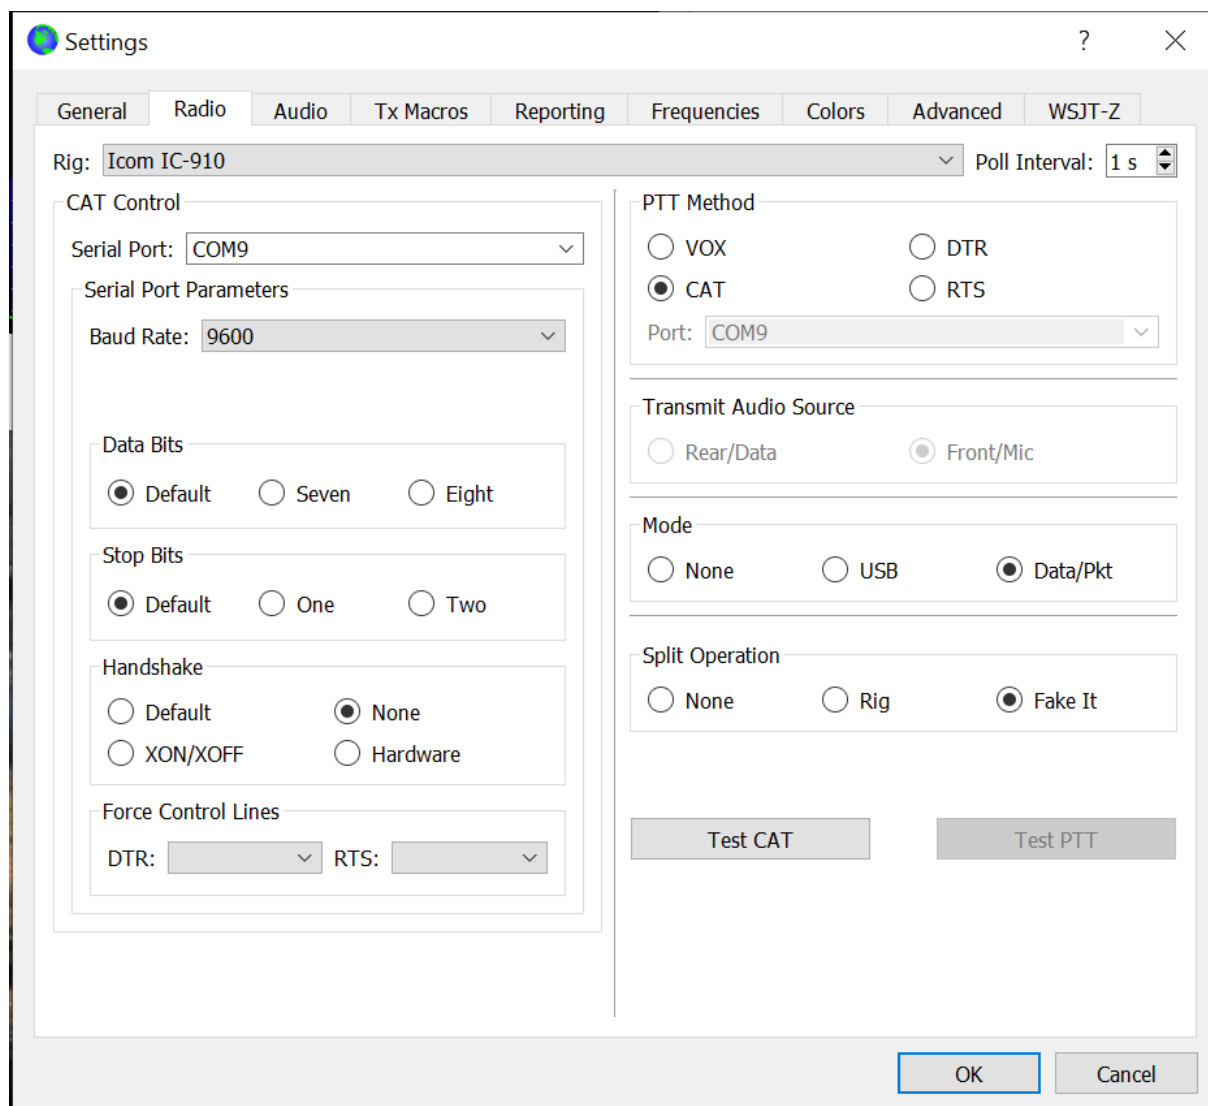 Settings
?
General Radio Audio Tx Macros Reporting Frequencies Colors Advanced WSJT-Z
Rig: Icom IC-910 Poll Interval: 1 s
CAT Control
Serial Port: COM9
Serial Port Parameters
Baud Rate: 9600
Data Bits
Default Seven Eight
Stop Bits
Default One Two
Handshake
Default None
XON/XOFF Hardware
Force Control Lines
DTR: RTS:
PTT Method
VOX DTR
CAT RTS
Port: COM9
Transmit Audio Source
Rear/Data Front/Mic
Mode
None USB Data/Pkt
Split Operation
None Rig Fake It
Test CAT Test PTT
OK Cancel